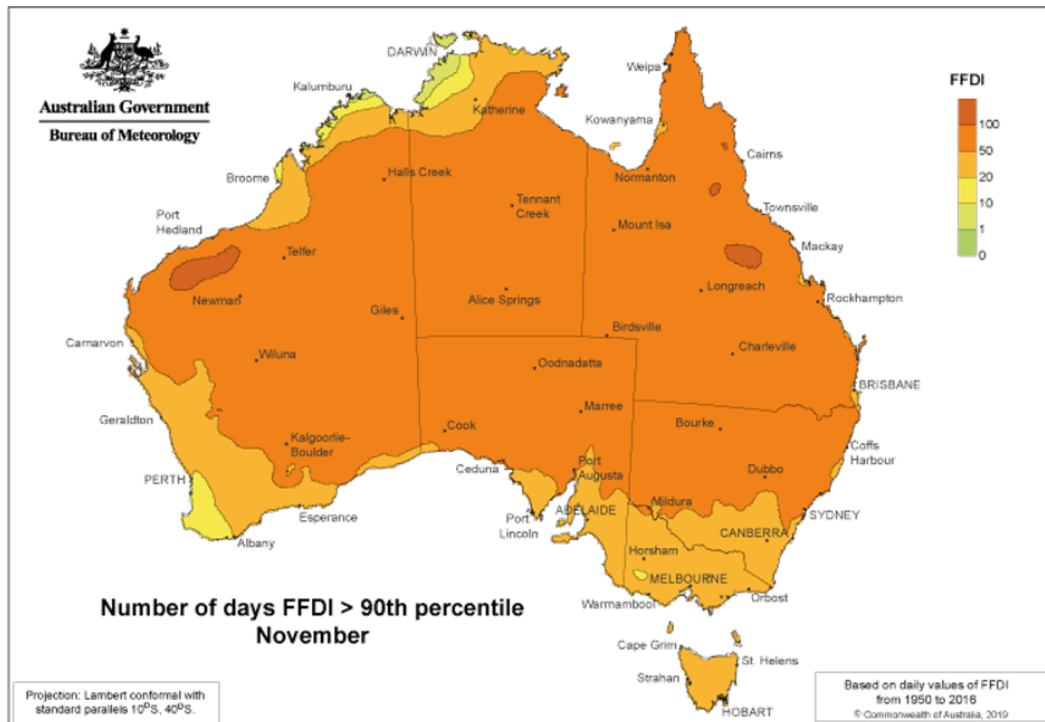 Australian Government
Bureau of Meteorology
DARWIN
Kalumburu
Katherine
Weipa
Kowanyama
Cairns
Broome
Halls Creek
Normanton
Tennant
Creek
Mount Isa
Townsville
Port
Hedland
Telfer
Mackay
Newman
Alice Springs
Longreach
Rockhampton
Giles
Birdsville
Carnarvon
Wiluna
Oodnadatta
Charleville
BRISBANE
Geraldton
Marree
Bourke
Kalgoorlie-
Boulder
Cook
Coffs
Harbour
PERTH
Ceduna
Port
Augusta
Dubbo
Mildura
Esperance
Port
Lincoln
ADELAIDE
SYDNEY
Albany
CANBERRA
Horsham
MELBOURNE
Warrnambool
Orbost
Cape Grim
St. Helens
Strahan
HOBART
FFDI
100
50
20
10
1
0
Number of days FFDI > 90th percentile
November
Projection: Lambert conformal with
standard parallels 10°S, 40°S.
Based on daily values of FFDI
from 1950 to 2016
© Commonwealth of Australia, 2019